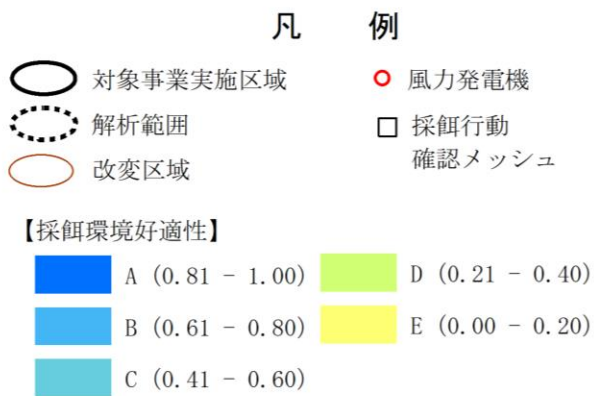 凡　例
対象事業実施区域
風力発電機
解析範囲
採餌行動
確認メッシュ
改変区域
【採餌環境好適性】
A (0.81 - 1.00)
D (0.21 - 0.40)
B (0.61 - 0.80)
E (0.00 - 0.20)
C (0.41 - 0.60)